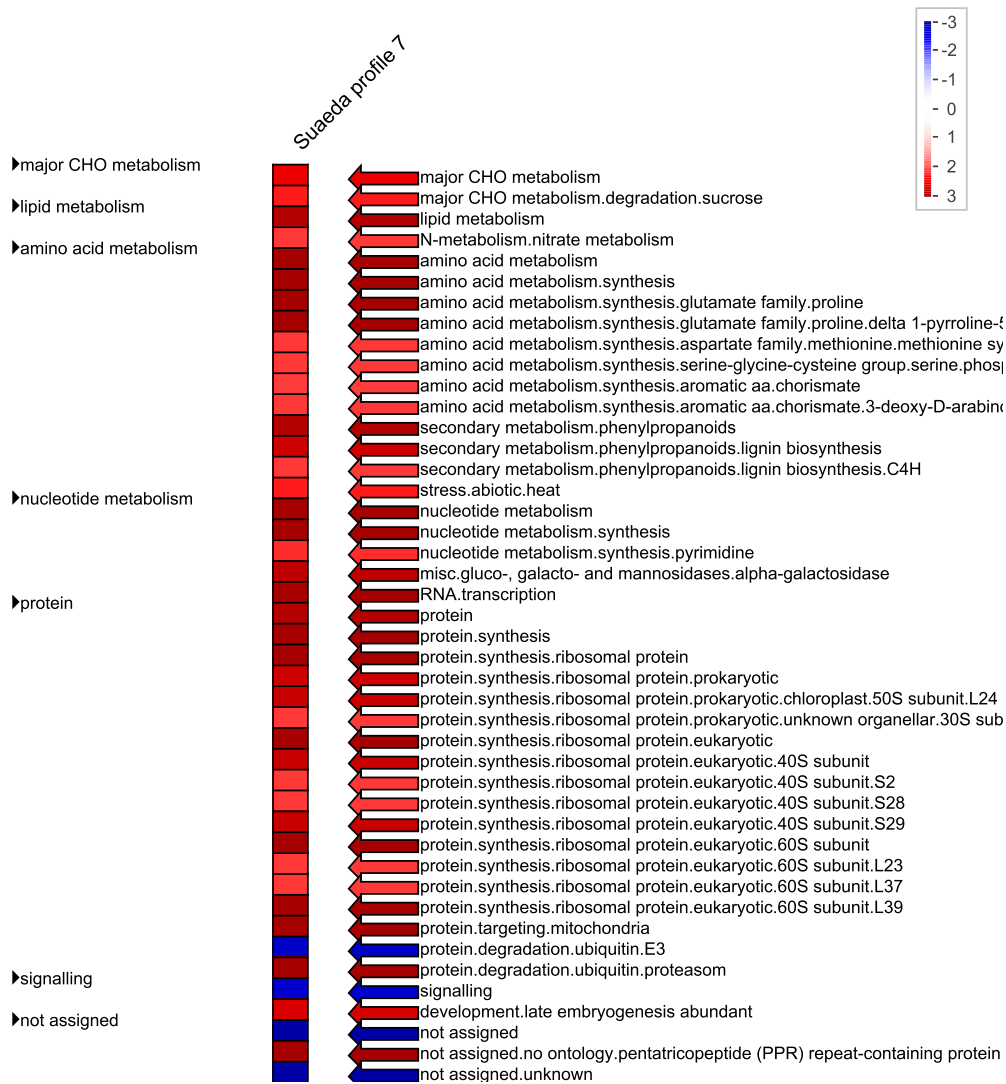 Suaeda profile 7
-3
-2
-1
0
1
2
3
major CHO metabolism
lipid metabolism
amino acid metabolism
nucleotide metabolism
protein
signalling
not assigned
major CHO metabolism
major CHO metabolism.degradation.sucrose
lipid metabolism
N-metabolism.nitrate metabolism
amino acid metabolism
amino acid metabolism.synthesis
amino acid metabolism.synthesis.glutamate family.proline
amino acid metabolism.synthesis.glutamate family.proline.delta 1-pyrroline-5
amino acid metabolism.synthesis.aspartate family.methionine.methionine sy
amino acid metabolism.synthesis.serine-glycine-cysteine group.serine.phosp
amino acid metabolism.synthesis.aromatic aa.chorismate
amino acid metabolism.synthesis.aromatic aa.chorismate.3-deoxy-D-arabino
secondary metabolism.phenylpropanoids
secondary metabolism.phenylpropanoids.lignin biosynthesis
secondary metabolism.phenylpropanoids.lignin biosynthesis.C4H
stress.abiotic.heat
nucleotide metabolism
nucleotide metabolism.synthesis
nucleotide metabolism.synthesis.pyrimidine
misc.gluco-, galacto- and mannosidases.alpha-galactosidase
RNA.transcription
protein
protein.synthesis
protein.synthesis.ribosomal protein
protein.synthesis.ribosomal protein.prokaryotic
protein.synthesis.ribosomal protein.prokaryotic.chloroplast.50S subunit.L24
protein.synthesis.ribosomal protein.prokaryotic.unknown organellar.30S sub
protein.synthesis.ribosomal protein.eukaryotic
protein.synthesis.ribosomal protein.eukaryotic.40S subunit
protein.synthesis.ribosomal protein.eukaryotic.40S subunit.S2
protein.synthesis.ribosomal protein.eukaryotic.40S subunit.S28
protein.synthesis.ribosomal protein.eukaryotic.40S subunit.S29
protein.synthesis.ribosomal protein.eukaryotic.60S subunit
protein.synthesis.ribosomal protein.eukaryotic.60S subunit.L23
protein.synthesis.ribosomal protein.eukaryotic.60S subunit.L37
protein.synthesis.ribosomal protein.eukaryotic.60S subunit.L39
protein.targeting.mitochondria
protein.degradation.ubiquitin.E3
protein.degradation.ubiquitin.proteasom
signalling
development.late embryogenesis abundant
not assigned
not assigned.no ontology.pentatricopeptide (PPR) repeat-containing protein
not assigned.unknown